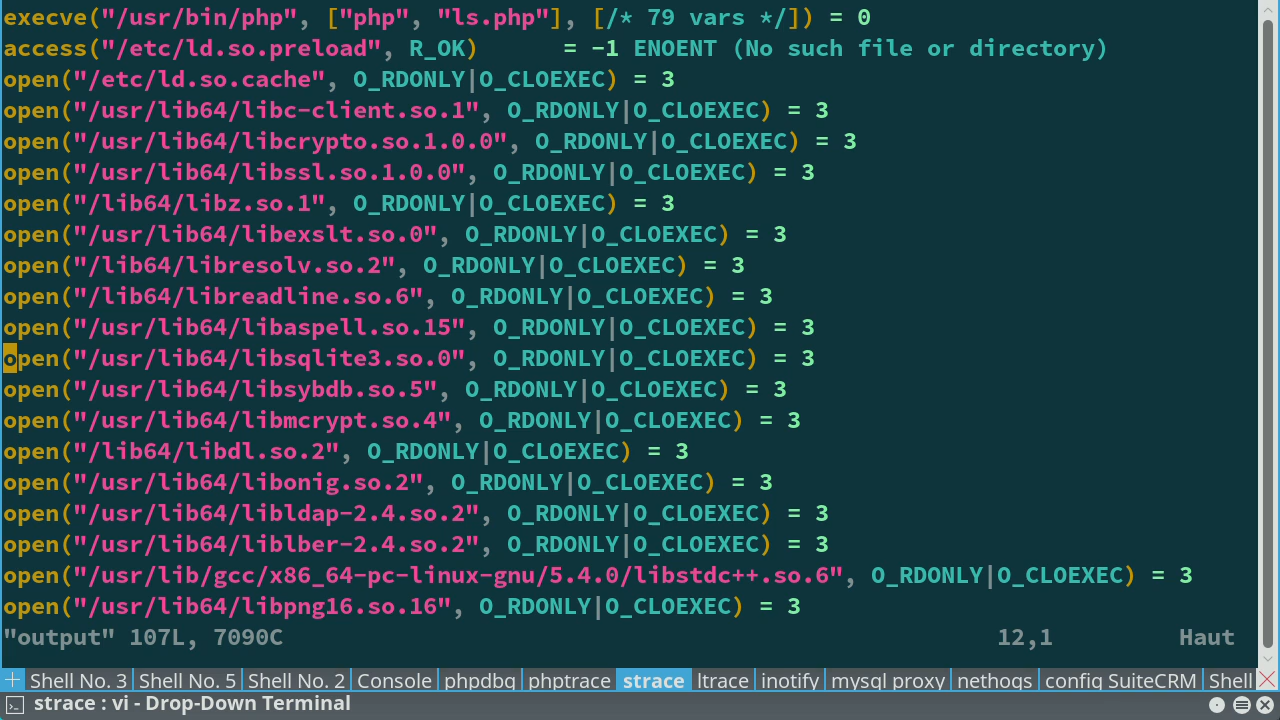 execve("/usr/bin/php", ["php", "ls.php"], [/* 79 vars */]) = 0
access("/etc/ld.so.preload", R_OK)      = -1 ENOENT (No such file or directory)
open("/etc/ld.so.cache", O_RDONLY|O_CLOEXEC) = 3
open("/usr/lib64/libc-client.so.1", O_RDONLY|O_CLOEXEC) = 3
open("/usr/lib64/libcrypto.so.1.0.0", O_RDONLY|O_CLOEXEC) = 3
open("/usr/lib64/libssl.so.1.0.0", O_RDONLY|O_CLOEXEC) = 3
open("/lib64/libz.so.1", O_RDONLY|O_CLOEXEC) = 3
open("/usr/lib64/libexslt.so.0", O_RDONLY|O_CLOEXEC) = 3
open("/lib64/libresolv.so.2", O_RDONLY|O_CLOEXEC) = 3
open("/lib64/libreadline.so.6", O_RDONLY|O_CLOEXEC) = 3
open("/usr/lib64/libaspell.so.15", O_RDONLY|O_CLOEXEC) = 3
open("/usr/lib64/libsqlite3.so.0", O_RDONLY|O_CLOEXEC) = 3
open("/usr/lib64/libsybdb.so.5", O_RDONLY|O_CLOEXEC) = 3
open("/usr/lib64/libmcrypt.so.4", O_RDONLY|O_CLOEXEC) = 3
open("/lib64/libdl.so.2", O_RDONLY|O_CLOEXEC) = 3
open("/usr/lib64/libonig.so.2", O_RDONLY|O_CLOEXEC) = 3
open("/usr/lib64/libldap-2.4.so.2", O_RDONLY|O_CLOEXEC) = 3
open("/usr/lib64/liblber-2.4.so.2", O_RDONLY|O_CLOEXEC) = 3
open("/usr/lib/gcc/x86_64-pc-linux-gnu/5.4.0/libstdc++.so.6", O_RDONLY|O_CLOEXEC) = 3
open("/usr/lib64/libpng16.so.16", O_RDONLY|O_CLOEXEC) = 3
"output" 107L, 7090C 12,1 Haut
Shell No. 3 Shell No. 5 Shell No. 2 Console phpdbg phptrace strace ltrace inotify mysql proxy nethogs config SuiteCRM Shell
strace : vi - Drop-Down Terminal